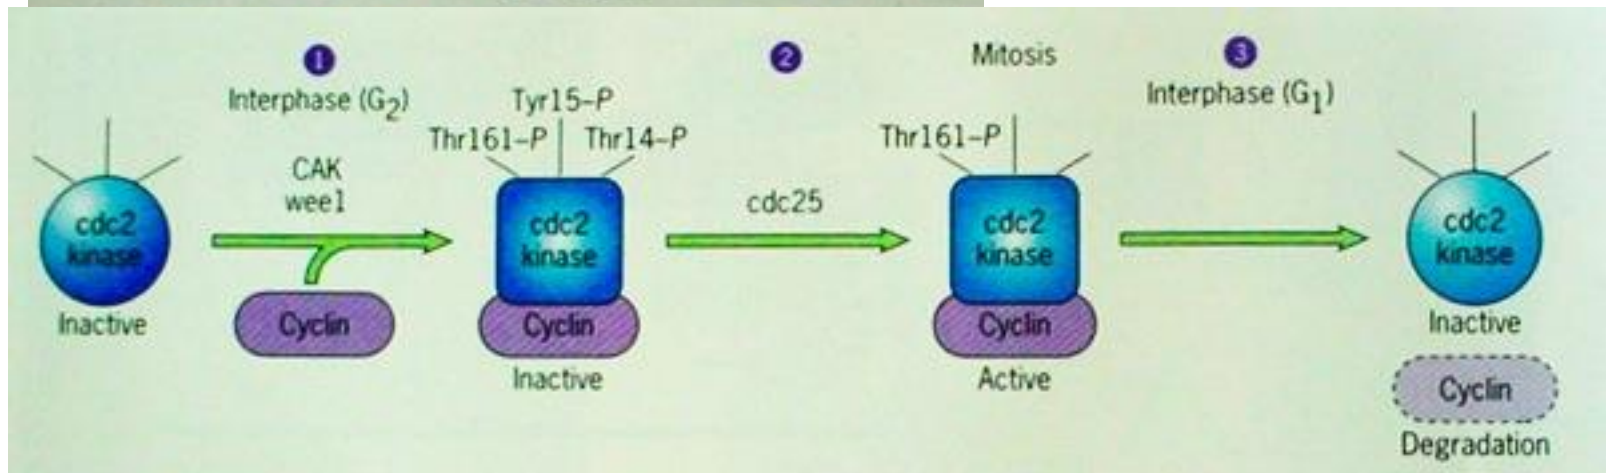 1
Interphase (G2)
CAK
wee1
cdc2
kinase
Inactive
Cyclin
Tyr15–P
Thr161–P
Thr14–P
cdc2
kinase
Cyclin
Inactive
2
cdc25
Mitosis
Thr161–P
cdc2
kinase
Cyclin
Active
3
Interphase (G1)
cdc2
kinase
Inactive
Cyclin
Degradation